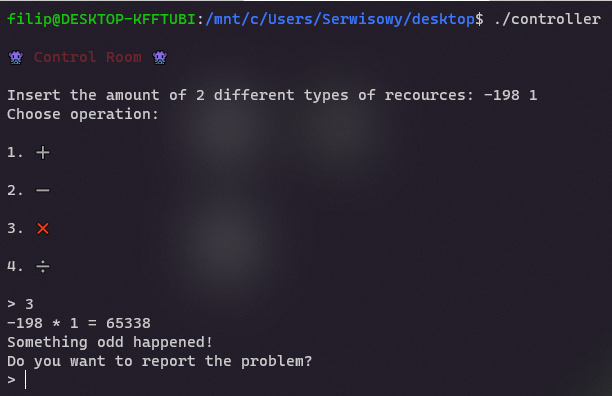 filip@DESKTOP-KFFTUBI:/mnt/c/Users/Serwisowy/desktop$ ./controller
👾 Control Room 👾
Insert the amount of 2 different types of recources: -198 1
Choose operation:
1. ➕
2. ➖
3. ❌
4. ➗
> 3
-198 * 1 = 65338
Something odd happened!
Do you want to report the problem?
>